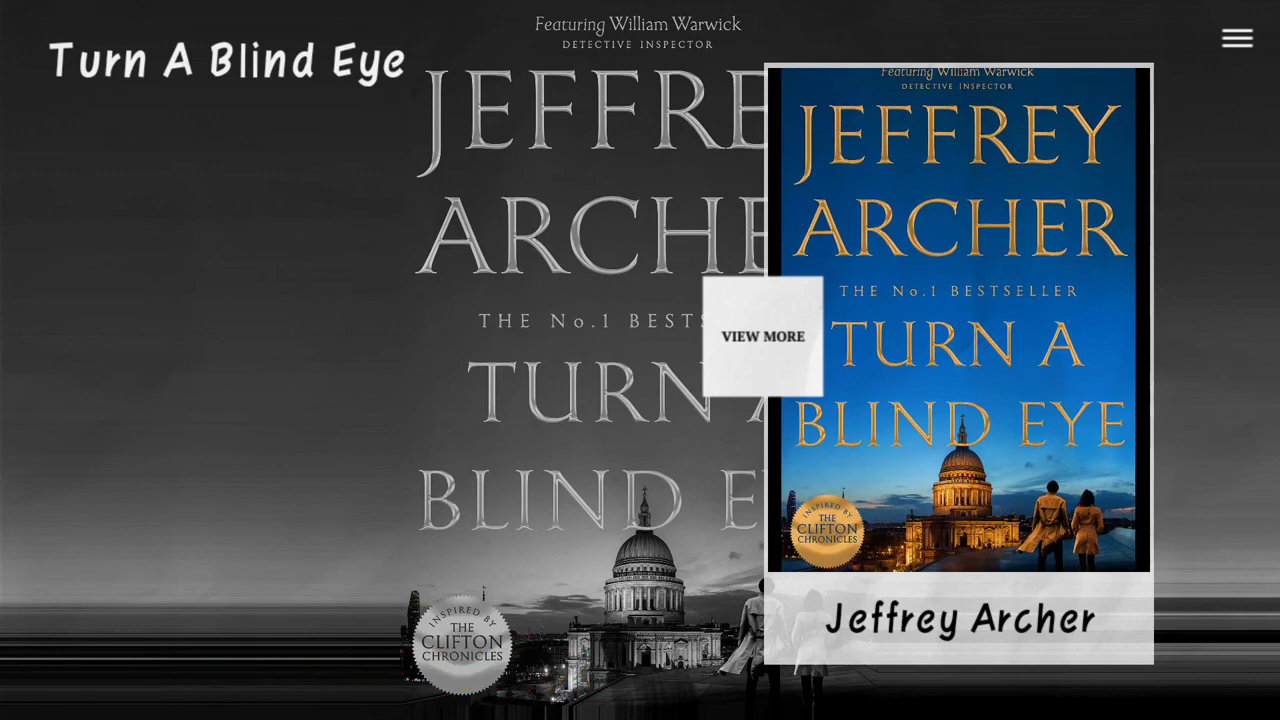 Turn A Blind Eye
Featuring William Warwick
DETECTIVE INSPECTOR
JEFFRE
ARCHE
THE No.1 BESTS
TURN A
BLIND E
INSPIRED BY
THE
CLIFTON
CHRONICLES
VIEW MORE
Featuring William Warwick
DETECTIVE INSPECTOR
JEFFREY
ARCHER
THE No.1 BESTSELLER
TURN A
BLIND EYE
INSPIRED BY
THE
CLIFTON
CHRONICLES
Jeffrey Archer